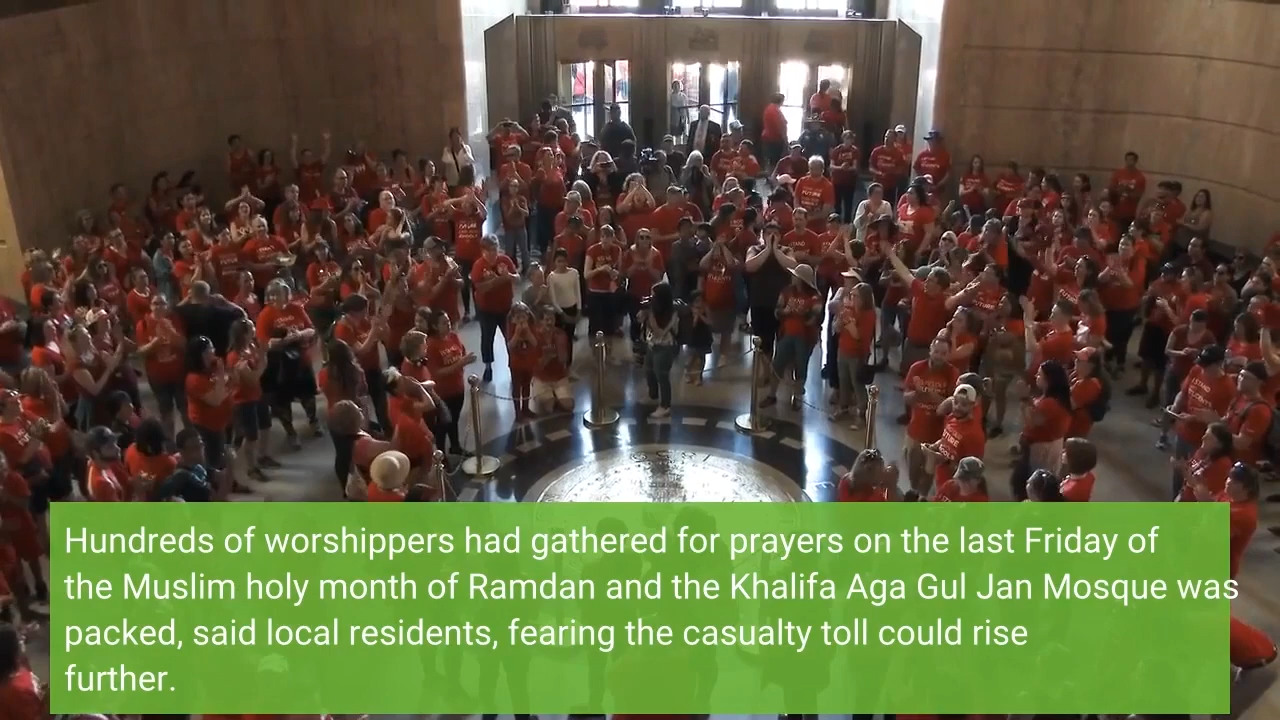 Hundreds of worshippers had gathered for prayers on the last Friday of
the Muslim holy month of Ramdan and the Khalifa Aga Gul Jan Mosque was
packed, said local residents, fearing the casualty toll could rise
further.